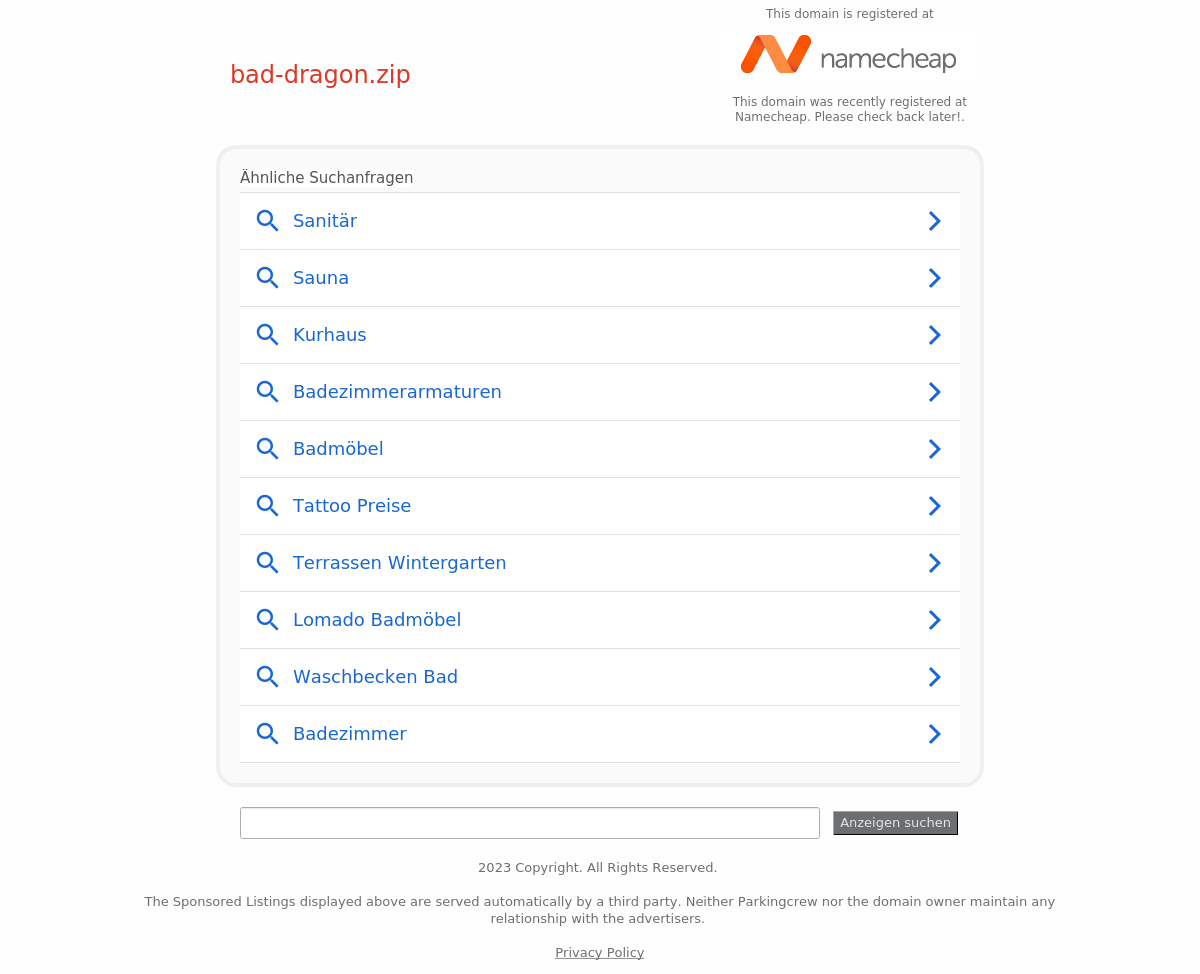 This domain is registered at
namecheap
bad-dragon.zip
This domain was recently registered at
Namecheap. Please check back later!.
Ähnliche Suchanfragen
Sanitär
Sauna
Kurhaus
Badezimmerarmaturen
Badmöbel
Tattoo Preise
Terrassen Wintergarten
Lomado Badmöbel
Waschbecken Bad
Badezimmer
Anzeigen suchen
2023 Copyright. All Rights Reserved.
The Sponsored Listings displayed above are served automatically by a third party. Neither Parkingcrew nor the domain owner maintain any
relationship with the advertisers.
Privacy Policy